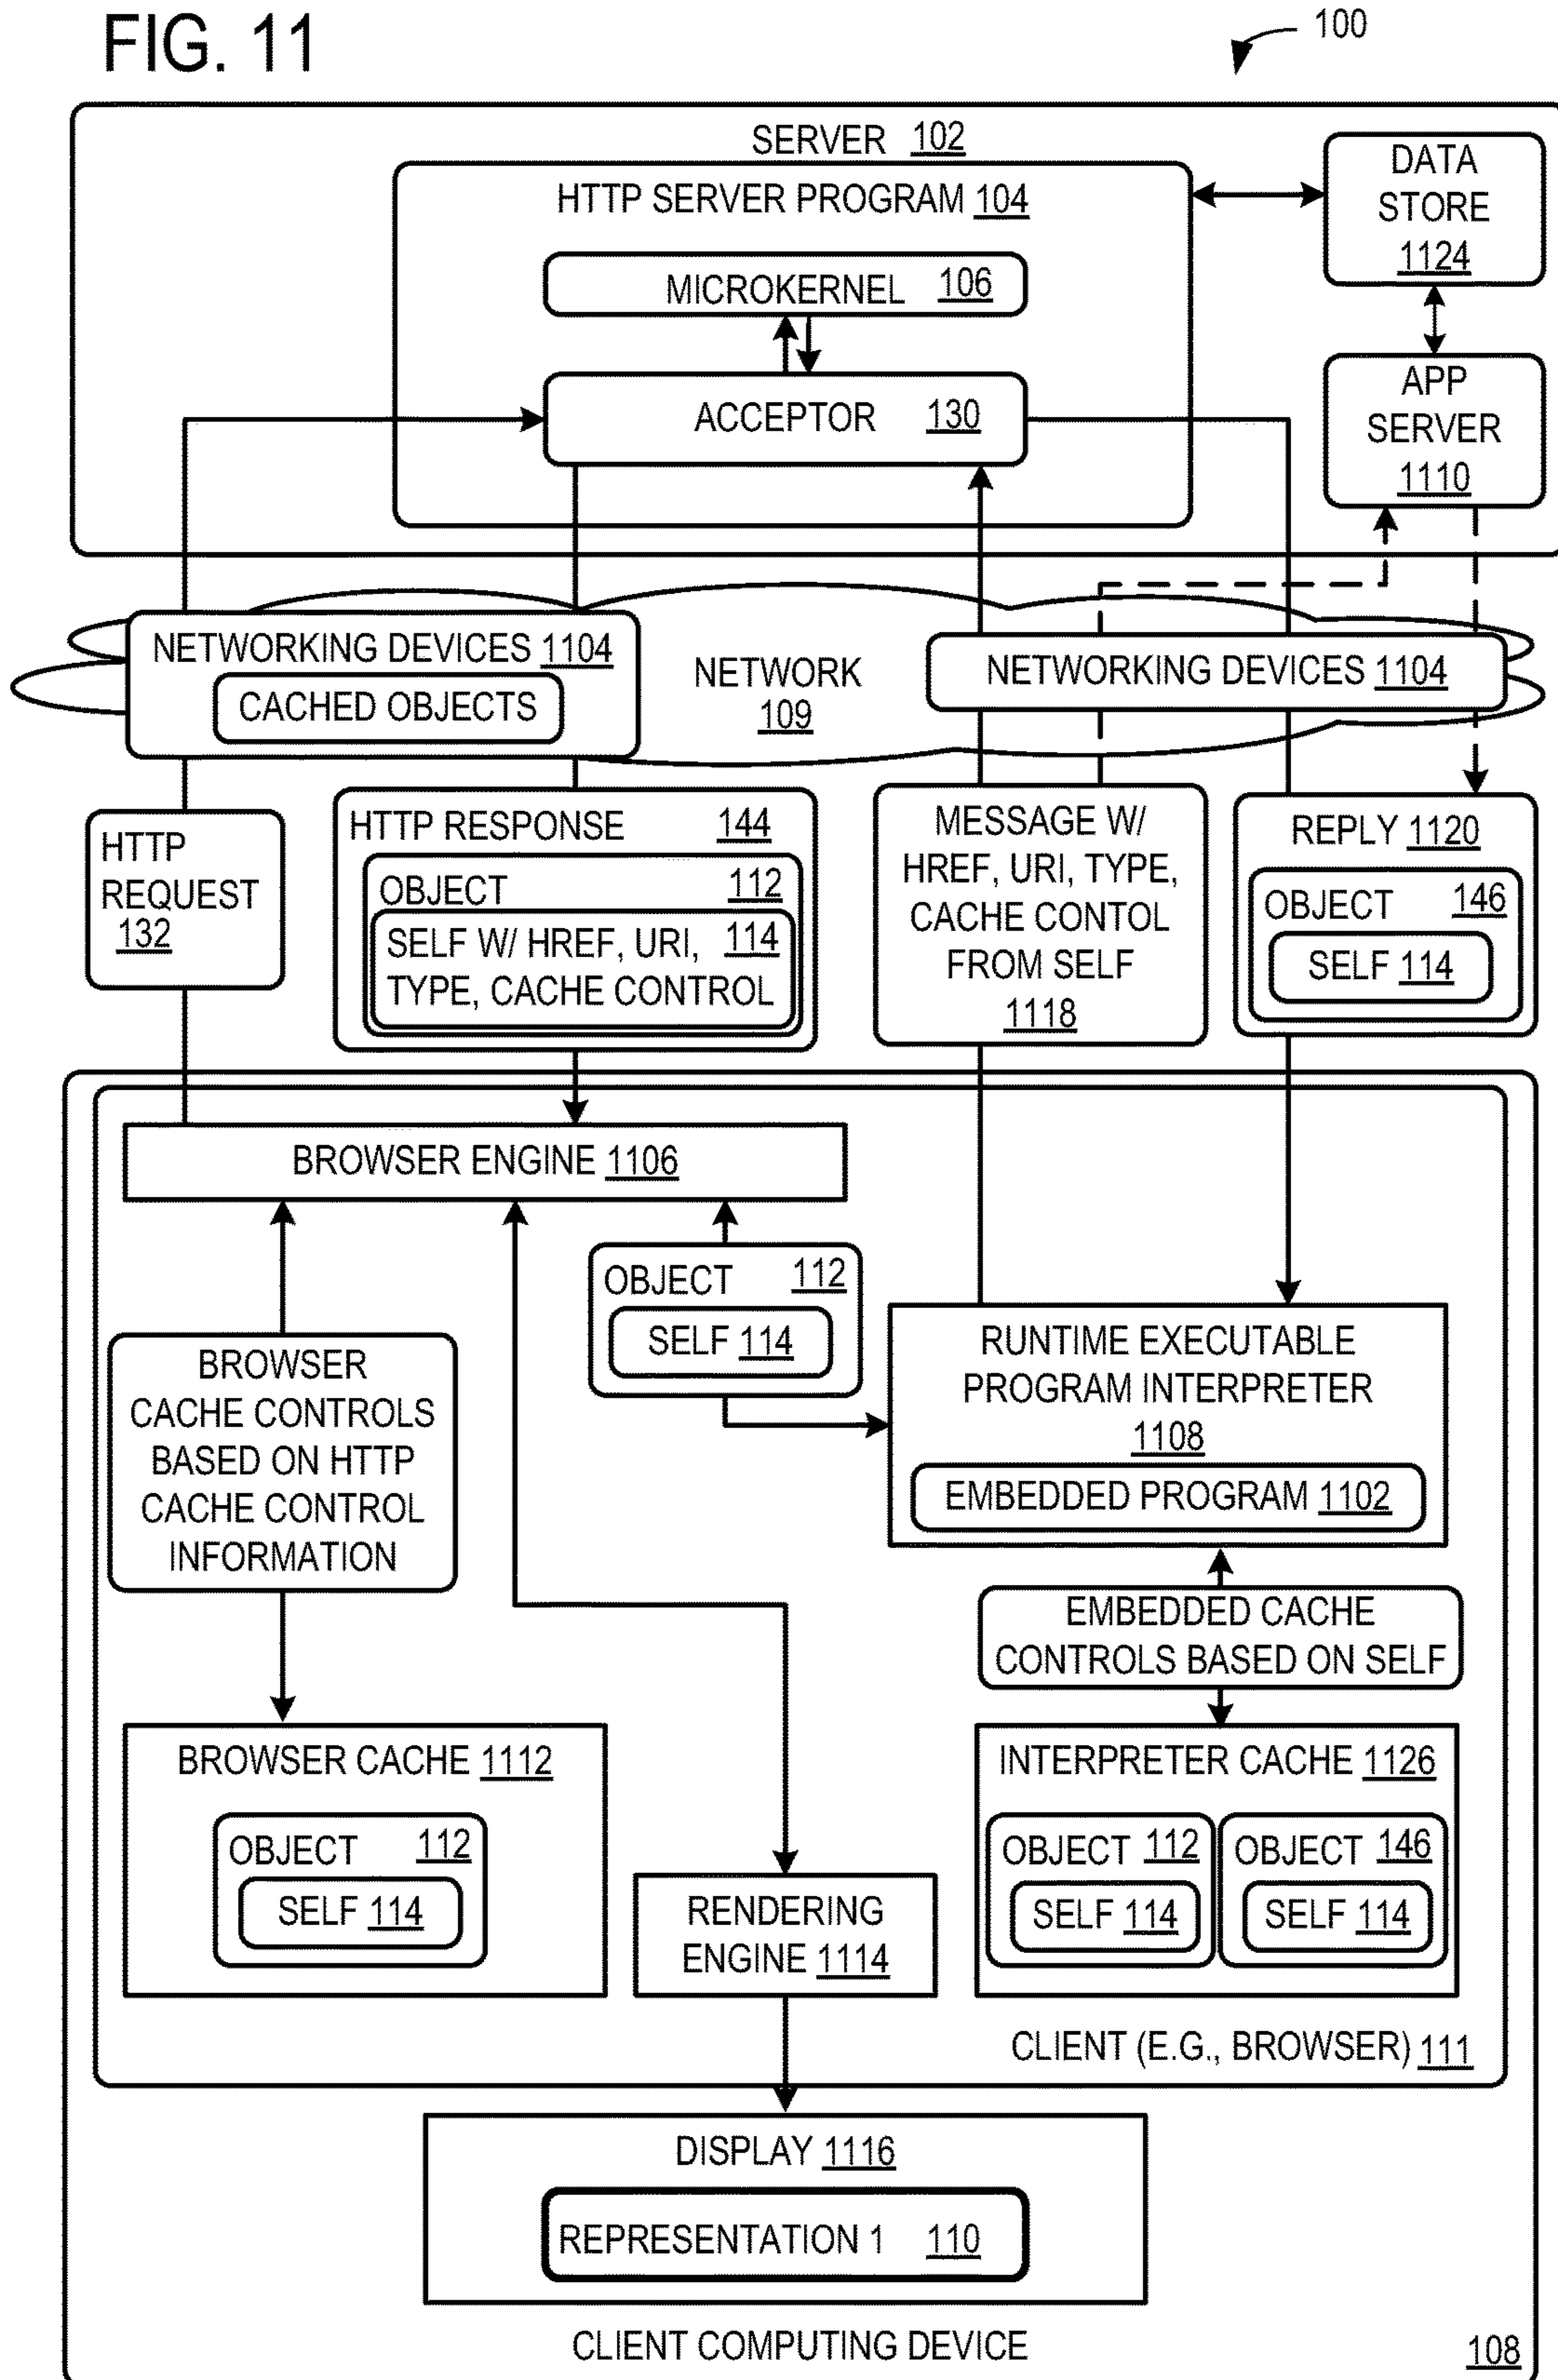 FIG. 11
100
SERVER 102
HTTP SERVER PROGRAM 104
MICROKERNEL 106
ACCEPTOR 130
DATA
STORE
1124
APP
SERVER
1110
NETWORKING DEVICES 1104
CACHED OBJECTS
NETWORK
109
NETWORKING DEVICES 1104
HTTP
REQUEST
132
HTTP RESPONSE 144
OBJECT 112
SELF W/ HREF, URI, 114
TYPE, CACHE CONTROL
MESSAGE W/
HREF, URI, TYPE,
CACHE CONTOL
FROM SELF
1118
REPLY 1120
OBJECT 146
SELF 114
BROWSER ENGINE 1106
OBJECT 112
SELF 114
BROWSER
CACHE CONTROLS
BASED ON HTTP
CACHE CONTROL
INFORMATION
RUNTIME EXECUTABLE
PROGRAM INTERPRETER
1108
EMBEDDED PROGRAM 1102
EMBEDDED CACHE
CONTROLS BASED ON SELF
BROWSER CACHE 1112
OBJECT 112
SELF 114
RENDERING
ENGINE 1114
INTERPRETER CACHE 1126
OBJECT 112
SELF 114
OBJECT 146
SELF 114
CLIENT (E.G., BROWSER) 111
DISPLAY 1116
REPRESENTATION 1 110
CLIENT COMPUTING DEVICE
108